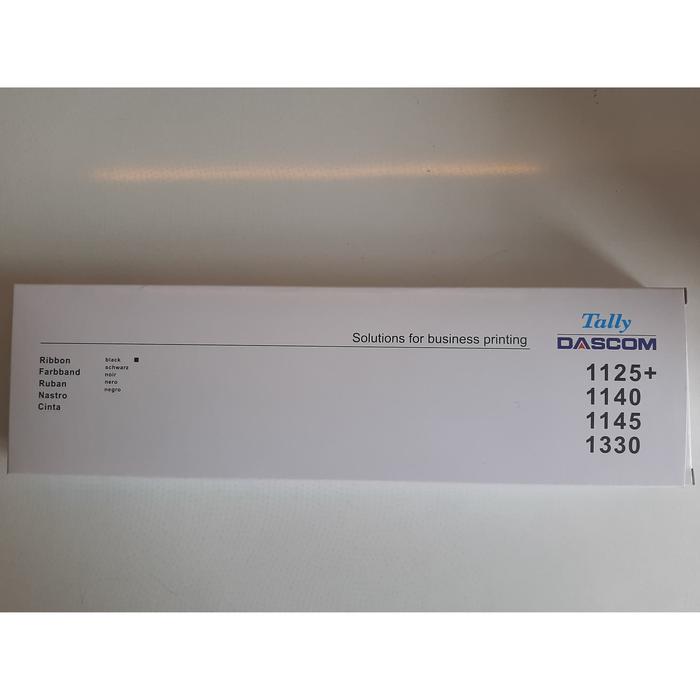 Tally
Solutions for business printing
DASCOM
Ribbon
Farbband
Ruban
Nastro
Cinta
black
schwarz
noir
nero
negro
1125+
1140
1145
1330